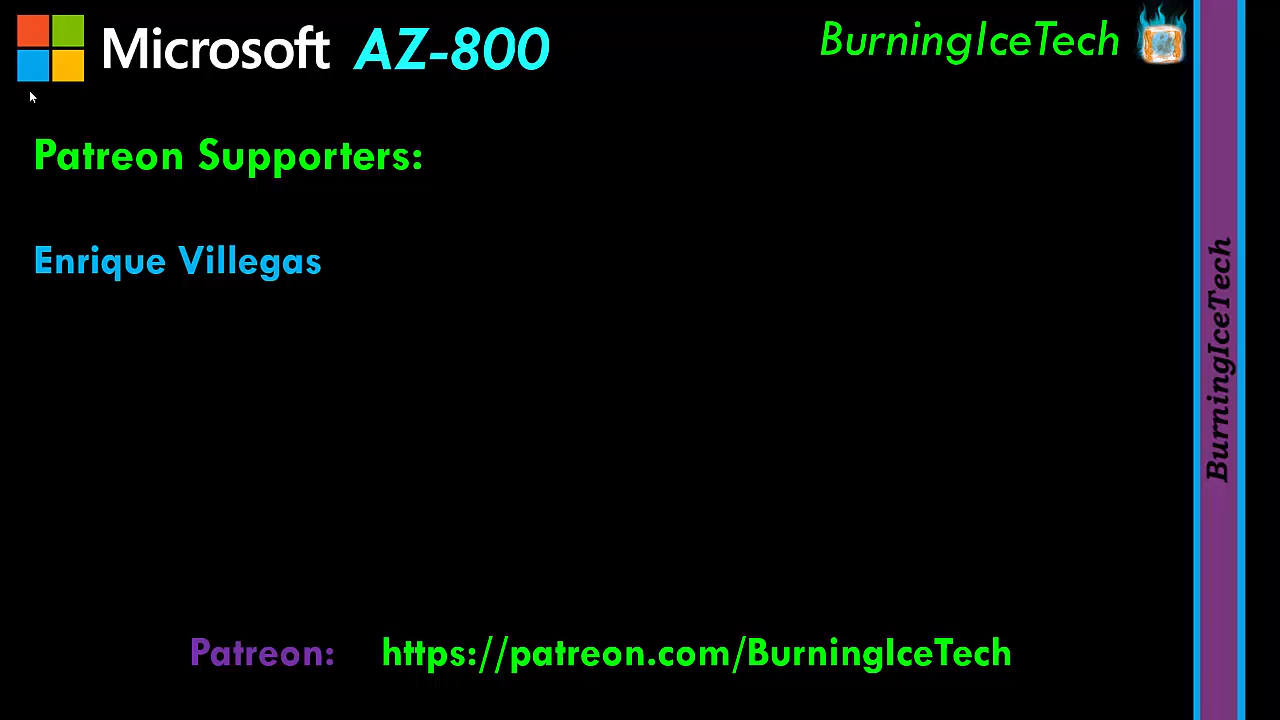 Microsoft AZ-800
BurningIceTech
Patreon Supporters:
Enrique Villegas
Patreon: https://patreon.com/BurningIceTech
BurningIceTech